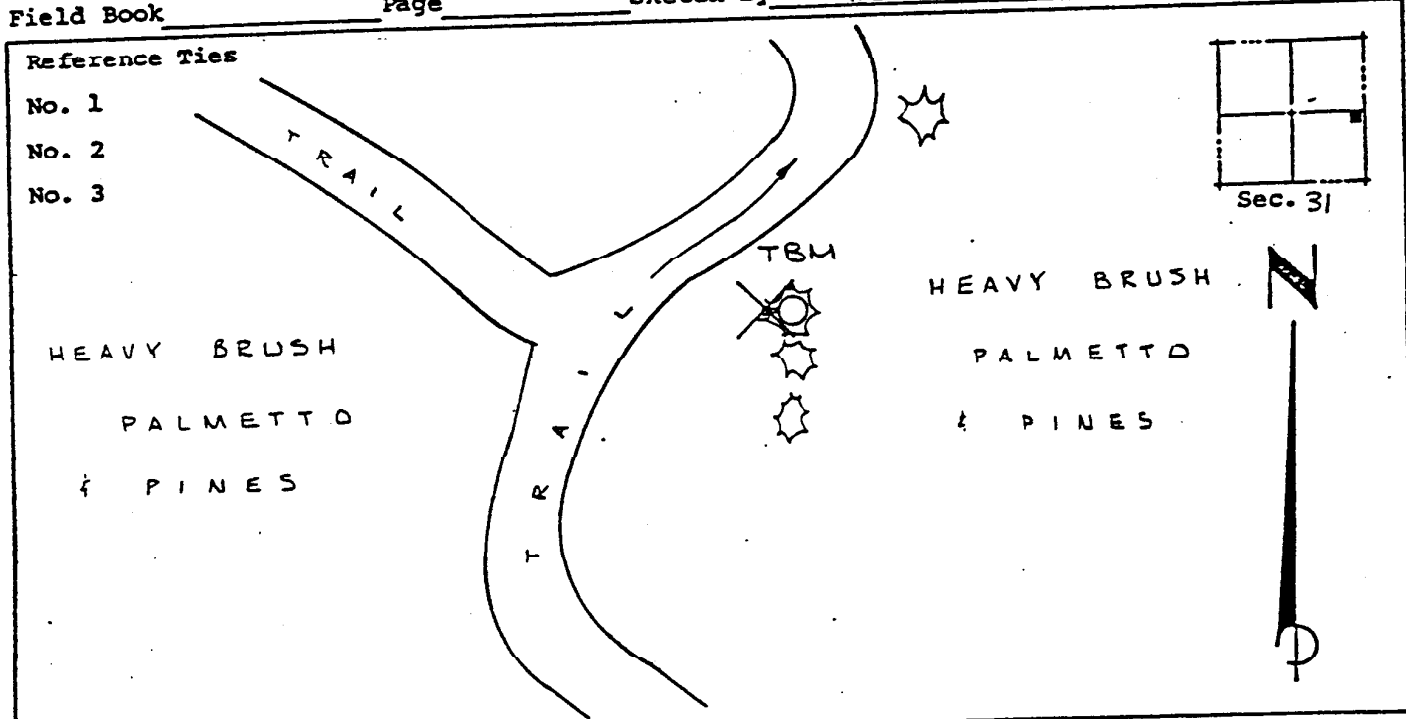 Field Book Page
Reference Ties
No. 1
No. 2
No. 3
TRAIL
TBM
Sec. 31
N
HEAVY BRUSH
PALMETTO
& PINES
HEAVY BRUSH
PALMETTO
& PINES
TRAIL